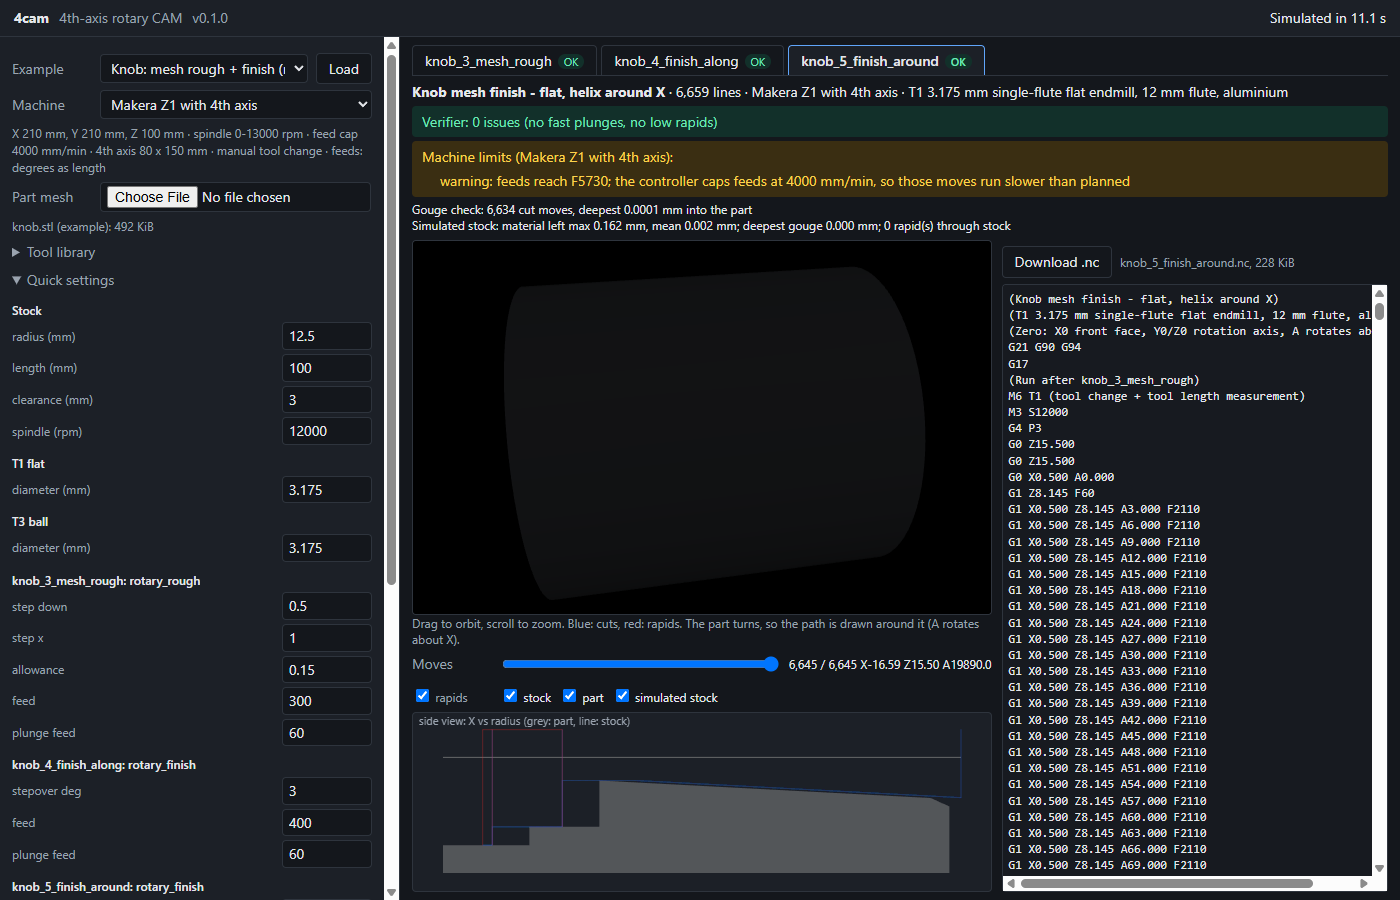 4cam 4th-axis rotary CAM v0.1.0
Simulated in 11.1 s
Example
Knob: mesh rough + finish (
Load
Machine
Makera Z1 with 4th axis
X 210 mm, Y 210 mm, Z 100 mm · spindle 0-13000 rpm · feed cap
4000 mm/min · 4th axis 80 x 150 mm · manual tool change · feeds:
degrees as length
Part mesh
Choose File No file chosen
knob.stl (example): 492 KiB
Tool library
Quick settings
Stock
radius (mm) 12.5
length (mm) 100
clearance (mm) 3
spindle (rpm) 12000
T1 flat
diameter (mm) 3.175
T3 ball
diameter (mm) 3.175
knob_3_mesh_rough: rotary_rough
step down 0.5
step x 1
allowance 0.15
feed 300
plunge feed 60
knob_4_finish_along: rotary_finish
stepover deg 3
feed 400
plunge feed 60
knob_5_finish_around: rotary_finish
knob_3_mesh_rough OK
knob_4_finish_along OK
knob_5_finish_around OK
Knob mesh finish - flat, helix around X · 6,659 lines · Makera Z1 with 4th axis · T1 3.175 mm single-flute flat endmill, 12 mm flute, aluminium
Verifier: 0 issues (no fast plunges, no low rapids)
Machine limits (Makera Z1 with 4th axis):
warning: feeds reach F5730; the controller caps feeds at 4000 mm/min, so those moves run slower than planned
Gouge check: 6,634 cut moves, deepest 0.0001 mm into the part
Simulated stock: material left max 0.162 mm, mean 0.002 mm; deepest gouge 0.000 mm; 0 rapid(s) through stock
Drag to orbit, scroll to zoom. Blue: cuts, red: rapids. The part turns, so the path is drawn around it (A rotates
about X).
Moves
6,645 / 6,645 X-16.59 Z15.50 A19890.0
rapids
stock
part
simulated stock
side view: X vs radius (grey: part, line: stock)
Download .nc
knob_5_finish_around.nc, 228 KiB
(Knob mesh finish - flat, helix around X)
(T1 3.175 mm single-flute flat endmill, 12 mm flute, al
(Zero: X0 front face, Y0/Z0 rotation axis, A rotates ab
G21 G90 G94
G17
(Run after knob_3_mesh_rough)
M6 T1 (tool change + tool length measurement)
M3 S12000
G4 P3
G0 Z15.500
G0 Z15.500
G0 X0.500 A0.000
G1 Z8.145 F60
G1 X0.500 Z8.145 A3.000 F2110
G1 X0.500 Z8.145 A6.000 F2110
G1 X0.500 Z8.145 A9.000 F2110
G1 X0.500 Z8.145 A12.000 F2110
G1 X0.500 Z8.145 A15.000 F2110
G1 X0.500 Z8.145 A18.000 F2110
G1 X0.500 Z8.145 A21.000 F2110
G1 X0.500 Z8.145 A24.000 F2110
G1 X0.500 Z8.145 A27.000 F2110
G1 X0.500 Z8.145 A30.000 F2110
G1 X0.500 Z8.145 A33.000 F2110
G1 X0.500 Z8.145 A36.000 F2110
G1 X0.500 Z8.145 A39.000 F2110
G1 X0.500 Z8.145 A42.000 F2110
G1 X0.500 Z8.145 A45.000 F2110
G1 X0.500 Z8.145 A48.000 F2110
G1 X0.500 Z8.145 A51.000 F2110
G1 X0.500 Z8.145 A54.000 F2110
G1 X0.500 Z8.145 A57.000 F2110
G1 X0.500 Z8.145 A60.000 F2110
G1 X0.500 Z8.145 A63.000 F2110
G1 X0.500 Z8.145 A66.000 F2110
G1 X0.500 Z8.145 A69.000 F2110